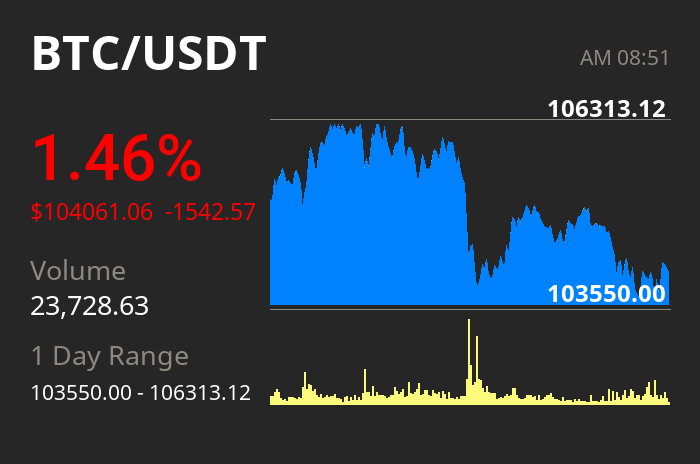 BTC/USDT
AM 08:51
106313.12
1.46%
$104061.06 -1542.57
Volume
23,728.63
103550.00
1 Day Range
103550.00 - 106313.12